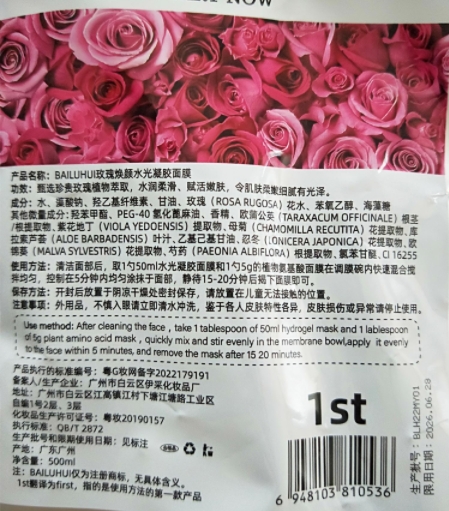 NOW
产品名称：BAILUHUI玫瑰焕颜水光凝胶面膜
功效：甄选珍贵玫瑰植物萃取，水润柔滑、赋活嫩肤，令肌肤柔嫩细腻有光泽。
成分：水、藻酸钠、羟乙基纤维素、甘油、玫瑰（ROSA RUGOSA）花水、苯氧乙醇、海藻糖
其他微量成分：羟苯甲酯、PEG-40 氢化蓖麻油、香精、欧蒲公英（TARAXACUM OFFICINALE）根茎
/根提取物、紫花地丁（VIOLA YEDOENSIS）提取物、母菊（CHAMOMILLA RECUTITA）花提取物、库
拉索芦荟（ALOE BARBADENSIS）叶汁、乙基己基甘油、忍冬（LONICERA JAPONICA）花提取物、欧
锦葵（MALVA SYLVESTRIS）花提取物、芍药（PAEONIA ALBIFLORA）根提取物、氯苯甘醚、CI 16255
使用方法：清洁面部后，取1勺50ml水光凝胶面膜和1勺5g的植物氨基酸面膜在调膜碗内快速混合搅
拌均匀，控制在5分钟内均匀涂抹于面部，静待15-20分钟后揭下面膜即可。
保存方法：开封后放置于阴凉干燥处密封保存，请放置在儿童无法接触的位置。
注意事项：外用品，不慎入眼请立即清水冲洗，鉴于各人皮肤特性各异，皮肤损伤或异常请停止使用。
Use method: After cleaning the face , take 1 tablespoon of 50ml hydrogel mask and 1 lablespoon
of 5g plant amino acid mask , quickly mix and stir evenly in the membrane bowl,apply it evenly
to the face within 5 minutes, and remove the mask after 15 20 minutes.
产品执行的标准编号：粤G妆网备字2022179191
备案人/生产企业：广州市白云区伊采化妆品厂
地址：广州市白云区江高镇江村下塘江塘路工业区
自编1号2层、3层
化妆品生产许可证号：粤妆20190157
执行标准：QB/T 2872
生产批号和限期使用日期：见标注
产地：广东广州
净含量：500ml
注：BAILUHUI仅为注册商标，无具体含义。
1st翻译为first，指的是使用方法的第一款产品
1st
6 948103 810536
生产批号：BLH22MY01
限用日期：2026.06.28